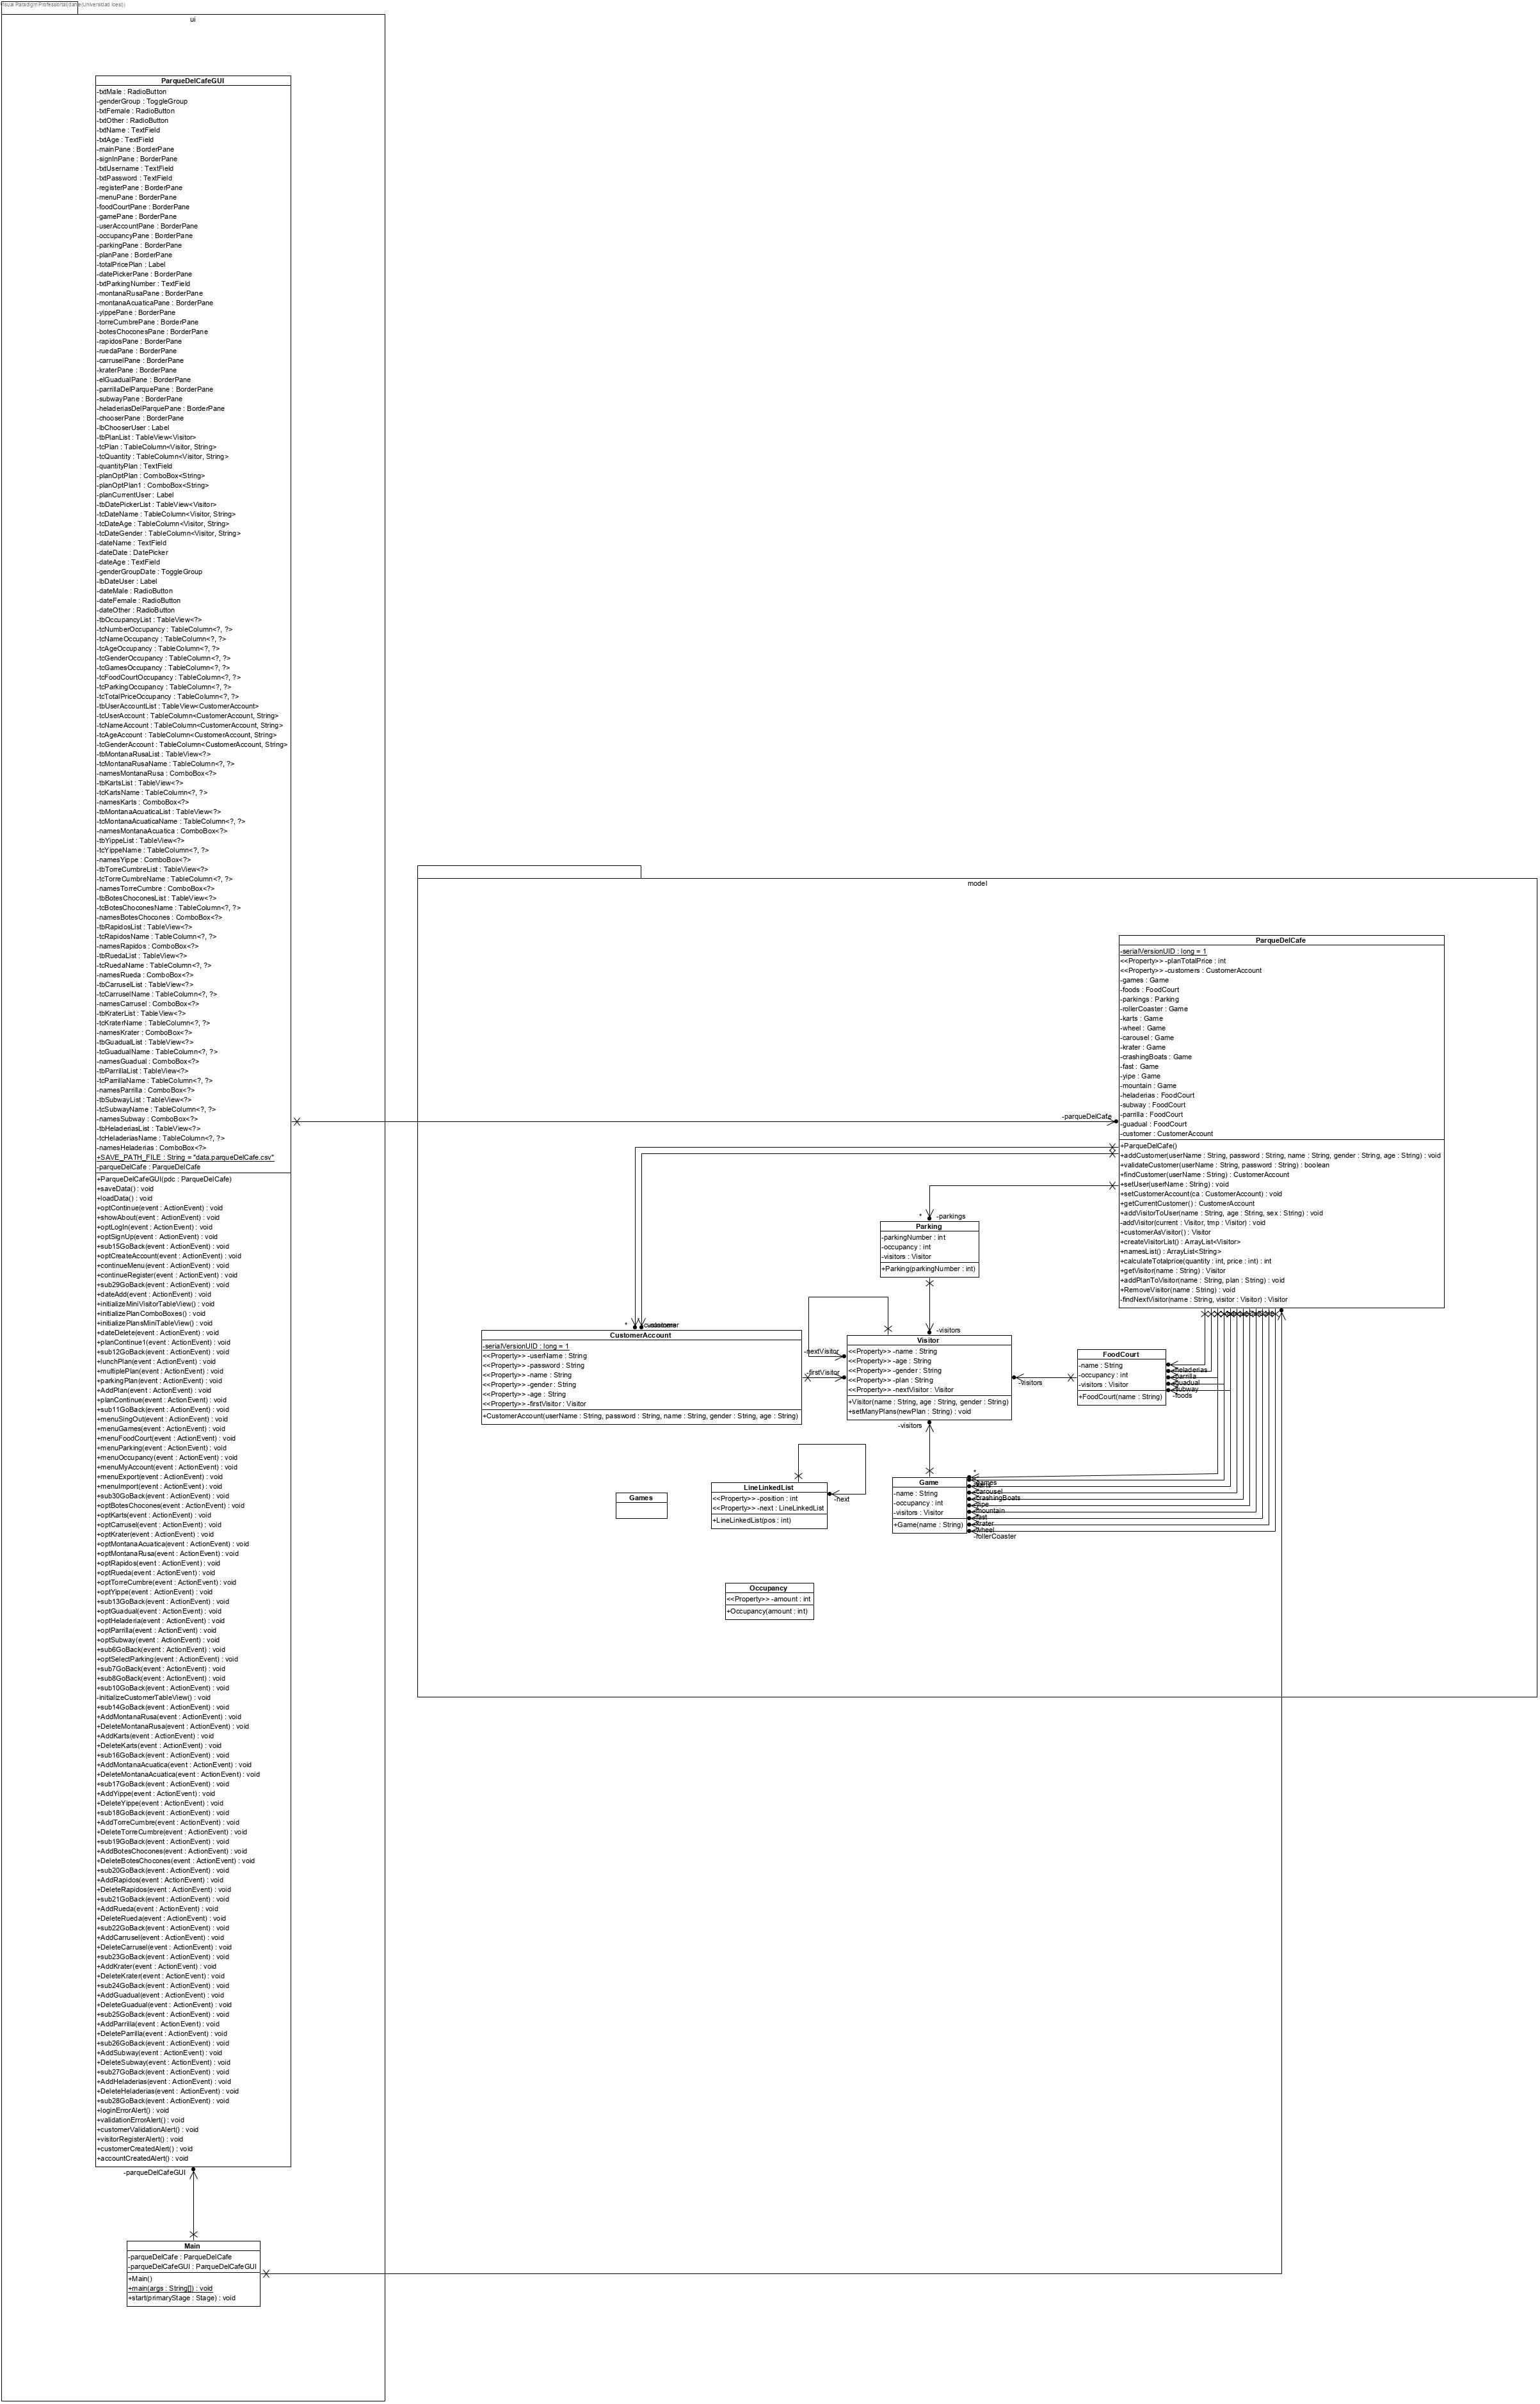 Visual Paradigm Professional(daniel(Universidad Icesi))
ui
ParqueDelCafeGUI
-txtMale : RadioButton
-genderGroup : ToggleGroup
-txtFemale : RadioButton
-txtOther : RadioButton
-txtName : TextField
-txtAge : TextField
-mainPane : BorderPane
-signInPane : BorderPane
-txtUsername : TextField
-txtPassword : TextField
-registerPane : BorderPane
-menuPane : BorderPane
-foodCourtPane : BorderPane
-gamePane : BorderPane
-userAccountPane : BorderPane
-occupancyPane : BorderPane
-parkingPane : BorderPane
-planPane : BorderPane
-totalPricePlan : Label
-datePickerPane : BorderPane
-txtParkingNumber : TextField
-montanaRusaPane : BorderPane
-montanaAcuaticaPane : BorderPane
-yippePane : BorderPane
-torreCumbrePane : BorderPane
-botesChoconesPane : BorderPane
-rapidosPane : BorderPane
-ruedaPane : BorderPane
-carruselPane : BorderPane
-kraterPane : BorderPane
-elGuadualPane : BorderPane
-parrillaDelParquePane : BorderPane
-subwayPane : BorderPane
-heladeriasDelParquePane : BorderPane
-chooserPane : BorderPane
-lbChooserUser : Label
-tbPlanList : TableView<Visitor>
-tcPlan : TableColumn<Visitor, String>
-tcQuantity : TableColumn<Visitor, String>
-quantityPlan : TextField
-planOptPlan : ComboBox<String>
-planOptPlan1 : ComboBox<String>
-planCurrentUser : Label
-tbDatePickerList : TableView<Visitor>
-tcDateName : TableColumn<Visitor, String>
-tcDateAge : TableColumn<Visitor, String>
-tcDateGender : TableColumn<Visitor, String>
-dateName : TextField
-dateDate : DatePicker
-dateAge : TextField
-genderGroupDate : ToggleGroup
-lbDateUser : Label
-dateMale : RadioButton
-dateFemale : RadioButton
-dateOther : RadioButton
-tbOccupancyList : TableView<?>
-tcNumberOccupancy : TableColumn<?, ?>
-tcNameOccupancy : TableColumn<?, ?>
-tcAgeOccupancy : TableColumn<?, ?>
-tcGenderOccupancy : TableColumn<?, ?>
-tcGamesOccupancy : TableColumn<?, ?>
-tcFoodCourtOccupancy : TableColumn<?, ?>
-tcParkingOccupancy : TableColumn<?, ?>
-tcTotalPriceOccupancy : TableColumn<?, ?>
-tbUserAccountList : TableView<CustomerAccount>
-tcUserAccount : TableColumn<CustomerAccount, String>
-tcNameAccount : TableColumn<CustomerAccount, String>
-tcAgeAccount : TableColumn<CustomerAccount, String>
-tcGenderAccount : TableColumn<CustomerAccount, String>
-tbMontanaRusaList : TableView<?>
-tcMontanaRusaName : TableColumn<?, ?>
-namesMontanaRusa : ComboBox<?>
-tbKartsList : TableView<?>
-tcKartsName : TableColumn<?, ?>
-namesKarts : ComboBox<?>
-tbMontanaAcuaticaList : TableView<?>
-tcMontanaAcuaticaName : TableColumn<?, ?>
-namesMontanaAcuatica : ComboBox<?>
-tbYippeList : TableView<?>
-tcYippeName : TableColumn<?, ?>
-namesYippe : ComboBox<?>
-tbTorreCumbreList : TableView<?>
-tcTorreCumbreName : TableColumn<?, ?>
-namesTorreCumbre : ComboBox<?>
-tbBotesChoconesList : TableView<?>
-tcBotesChoconesName : TableColumn<?, ?>
-namesBotesChocones : ComboBox<?>
-tbRapidosList : TableView<?>
-tcRapidosName : TableColumn<?, ?>
-namesRapidos : ComboBox<?>
-tbRuedaList : TableView<?>
-tcRuedaName : TableColumn<?, ?>
-namesRueda : ComboBox<?>
-tbCarruselList : TableView<?>
-tcCarruselName : TableColumn<?, ?>
-namesCarrusel : ComboBox<?>
-tbKraterList : TableView<?>
-tcKraterName : TableColumn<?, ?>
-namesKrater : ComboBox<?>
-tbGuadualList : TableView<?>
-tcGuadualName : TableColumn<?, ?>
-namesGuadual : ComboBox<?>
-tbParrillaList : TableView<?>
-tcParrillaName : TableColumn<?, ?>
-namesParrilla : ComboBox<?>
-tbSubwayList : TableView<?>
-tcSubwayName : TableColumn<?, ?>
-namesSubway : ComboBox<?>
-tbHeladeriasList : TableView<?>
-tcHeladeriasName : TableColumn<?, ?>
-namesHeladerias : ComboBox<?>
+SAVE_PATH_FILE : String = "data.parqueDelCafe.csv"
-parqueDelCafe : ParqueDelCafe
+ParqueDelCafeGUI(pdc : ParqueDelCafe)
+saveData() : void
+loadData() : void
+optContinue(event : ActionEvent) : void
+showAbout(event : ActionEvent) : void
+optLogIn(event : ActionEvent) : void
+optSignUp(event : ActionEvent) : void
+sub15GoBack(event : ActionEvent) : void
+optCreateAccount(event : ActionEvent) : void
+continueMenu(event : ActionEvent) : void
+continueRegister(event : ActionEvent) : void
+sub29GoBack(event : ActionEvent) : void
+dateAdd(event : ActionEvent) : void
+initializeMiniVisitorTableView() : void
+initializePlanComboBoxes() : void
+initializePlansMiniTableView() : void
+dateDelete(event : ActionEvent) : void
+planContinue1(event : ActionEvent) : void
+sub12GoBack(event : ActionEvent) : void
+lunchPlan(event : ActionEvent) : void
+multiplePlan(event : ActionEvent) : void
+parkingPlan(event : ActionEvent) : void
+AddPlan(event : ActionEvent) : void
+planContinue(event : ActionEvent) : void
+sub11GoBack(event : ActionEvent) : void
+menuSingOut(event : ActionEvent) : void
+menuGames(event : ActionEvent) : void
+menuFoodCourt(event : ActionEvent) : void
+menuParking(event : ActionEvent) : void
+menuOccupancy(event : ActionEvent) : void
+menuMyAccount(event : ActionEvent) : void
+menuExport(event : ActionEvent) : void
+menuImport(event : ActionEvent) : void
+sub30GoBack(event : ActionEvent) : void
+optBotesChocones(event : ActionEvent) : void
+optKarts(event : ActionEvent) : void
+optCarrusel(event : ActionEvent) : void
+optKrater(event : ActionEvent) : void
+optMontanaAcuatica(event : ActionEvent) : void
+optMontanaRusa(event : ActionEvent) : void
+optRapidos(event : ActionEvent) : void
+optRueda(event : ActionEvent) : void
+optTorreCumbre(event : ActionEvent) : void
+optYippe(event : ActionEvent) : void
+sub13GoBack(event : ActionEvent) : void
+optGuadual(event : ActionEvent) : void
+optHeladeria(event : ActionEvent) : void
+optParrilla(event : ActionEvent) : void
+optSubway(event : ActionEvent) : void
+sub6GoBack(event : ActionEvent) : void
+optSelectParking(event : ActionEvent) : void
+sub7GoBack(event : ActionEvent) : void
+sub8GoBack(event : ActionEvent) : void
+sub10GoBack(event : ActionEvent) : void
-initializeCustomerTableView() : void
+sub14GoBack(event : ActionEvent) : void
+AddMontanaRusa(event : ActionEvent) : void
+DeleteMontanaRusa(event : ActionEvent) : void
+AddKarts(event : ActionEvent) : void
+DeleteKarts(event : ActionEvent) : void
+sub16GoBack(event : ActionEvent) : void
+AddMontanaAcuatica(event : ActionEvent) : void
+DeleteMontanaAcuatica(event : ActionEvent) : void
+sub17GoBack(event : ActionEvent) : void
+AddYippe(event : ActionEvent) : void
+DeleteYippe(event : ActionEvent) : void
+sub18GoBack(event : ActionEvent) : void
+AddTorreCumbre(event : ActionEvent) : void
+DeleteTorreCumbre(event : ActionEvent) : void
+sub19GoBack(event : ActionEvent) : void
+AddBotesChocones(event : ActionEvent) : void
+DeleteBotesChocones(event : ActionEvent) : void
+sub20GoBack(event : ActionEvent) : void
+AddRapidos(event : ActionEvent) : void
+DeleteRapidos(event : ActionEvent) : void
+sub21GoBack(event : ActionEvent) : void
+AddRueda(event : ActionEvent) : void
+DeleteRueda(event : ActionEvent) : void
+sub22GoBack(event : ActionEvent) : void
+AddCarrusel(event : ActionEvent) : void
+DeleteCarrusel(event : ActionEvent) : void
+sub23GoBack(event : ActionEvent) : void
+AddKrater(event : ActionEvent) : void
+DeleteKrater(event : ActionEvent) : void
+sub24GoBack(event : ActionEvent) : void
+AddGuadual(event : ActionEvent) : void
+DeleteGuadual(event : ActionEvent) : void
+sub25GoBack(event : ActionEvent) : void
+AddParrilla(event : ActionEvent) : void
+DeleteParrilla(event : ActionEvent) : void
+sub26GoBack(event : ActionEvent) : void
+AddSubway(event : ActionEvent) : void
+DeleteSubway(event : ActionEvent) : void
+sub27GoBack(event : ActionEvent) : void
+AddHeladerias(event : ActionEvent) : void
+DeleteHeladerias(event : ActionEvent) : void
+sub28GoBack(event : ActionEvent) : void
+loginErrorAlert() : void
+validationErrorAlert() : void
+customerValidationAlert() : void
+visitorRegisterAlert() : void
+customerCreatedAlert() : void
+accountCreatedAlert() : void
-parqueDelCafeGUI
Main
-parqueDelCafe : ParqueDelCafe
-parqueDelCafeGUI : ParqueDelCafeGUI
+Main()
+main(args : String[]) : void
+start(primaryStage : Stage) : void
model
ParqueDelCafe
-serialVersionUID : long = 1
<<Property>> -planTotalPrice : int
<<Property>> -customers : CustomerAccount
-games : Game
-foods : FoodCourt
-parkings : Parking
-rollerCoaster : Game
-karts : Game
-wheel : Game
-carousel : Game
-krater : Game
-crashingBoats : Game
-fast : Game
-yipe : Game
-mountain : Game
-heladerias : FoodCourt
-subway : FoodCourt
-parrilla : FoodCourt
-guadual : FoodCourt
-customer : CustomerAccount
+ParqueDelCafe()
+addCustomer(userName : String, password : String, name : String, gender : String, age : String) : void
+validateCustomer(userName : String, password : String) : boolean
+findCustomer(userName : String) : CustomerAccount
+setUser(userName : String) : void
+setCustomerAccount(ca : CustomerAccount) : void
+getCurrentCustomer() : CustomerAccount
+addVisitorToUser(name : String, age : String, sex : String) : void
-addVisitor(current : Visitor, tmp : Visitor) : void
+customerAsVisitor() : Visitor
+createVisitorList() : ArrayList<Visitor>
+namesList() : ArrayList<String>
+calculateTotalprice(quantity : int, price : int) : int
+getVisitor(name : String) : Visitor
+addPlanToVisitor(name : String, plan : String) : void
+RemoveVisitor(name : String) : void
-findNextVisitor(name : String, visitor : Visitor) : Visitor
-parqueDelCafe
* -parkings
Parking
-parkingNumber : int
-occupancy : int
-visitors : Visitor
+Parking(parkingNumber : int)
*
-customer
CustomerAccount
-serialVersionUID : long = 1
<<Property>> -userName : String
<<Property>> -password : String
<<Property>> -name : String
<<Property>> -gender : String
<<Property>> -age : String
<<Property>> -firstVisitor : Visitor
+CustomerAccount(userName : String, password : String, name : String, gender : String, age : String)
-nextVisitor
-firstVisitor
-visitors
Visitor
<<Property>> -name : String
<<Property>> -age : String
<<Property>> -gender : String
<<Property>> -plan : String
<<Property>> -nextVisitor : Visitor
+Visitor(name : String, age : String, gender : String)
+setManyPlans(newPlan : String) : void
-visitors
-visitors
FoodCourt
-name : String
-occupancy : int
-visitors : Visitor
+FoodCourt(name : String)
-heladerias
-parrilla
-guadual
-subway
-foods
Games
LineLinkedList
<<Property>> -position : int
<<Property>> -next : LineLinkedList
+LineLinkedList(pos : int)
-next
Game
-name : String
-occupancy : int
-visitors : Visitor
+Game(name : String)
*
-games
-carousel
-crashingBoats
-yipe
-mountain
-fast
-krater
-wheel
-rollerCoaster
Occupancy
<<Property>> -amount : int
+Occupancy(amount : int)